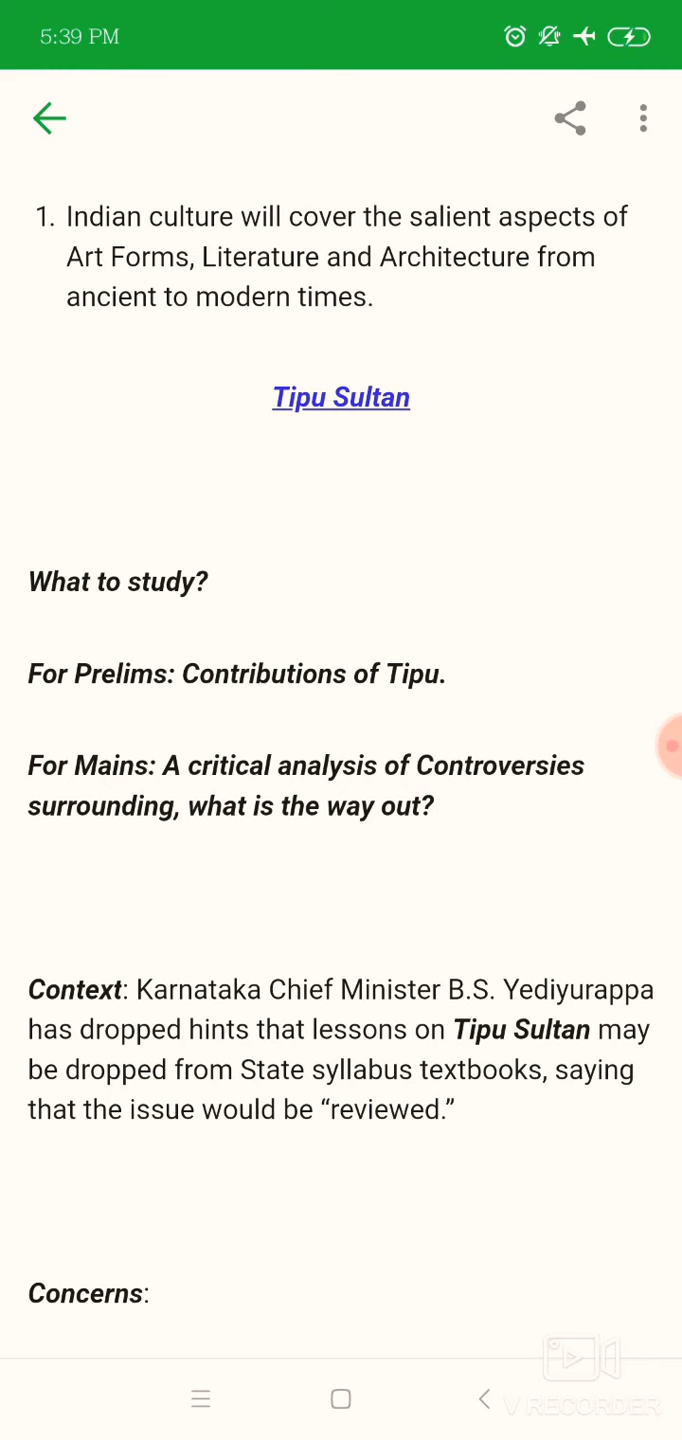 5:39 PM
1. Indian culture will cover the salient aspects of
Art Forms, Literature and Architecture from
ancient to modern times.
Tipu Sultan
What to study?
For Prelims: Contributions of Tipu.
For Mains: A critical analysis of Controversies
surrounding, what is the way out?
Context: Karnataka Chief Minister B.S. Yediyurappa
has dropped hints that lessons on Tipu Sultan may
be dropped from State syllabus textbooks, saying
that the issue would be “reviewed.”
Concerns:
V RECORDER